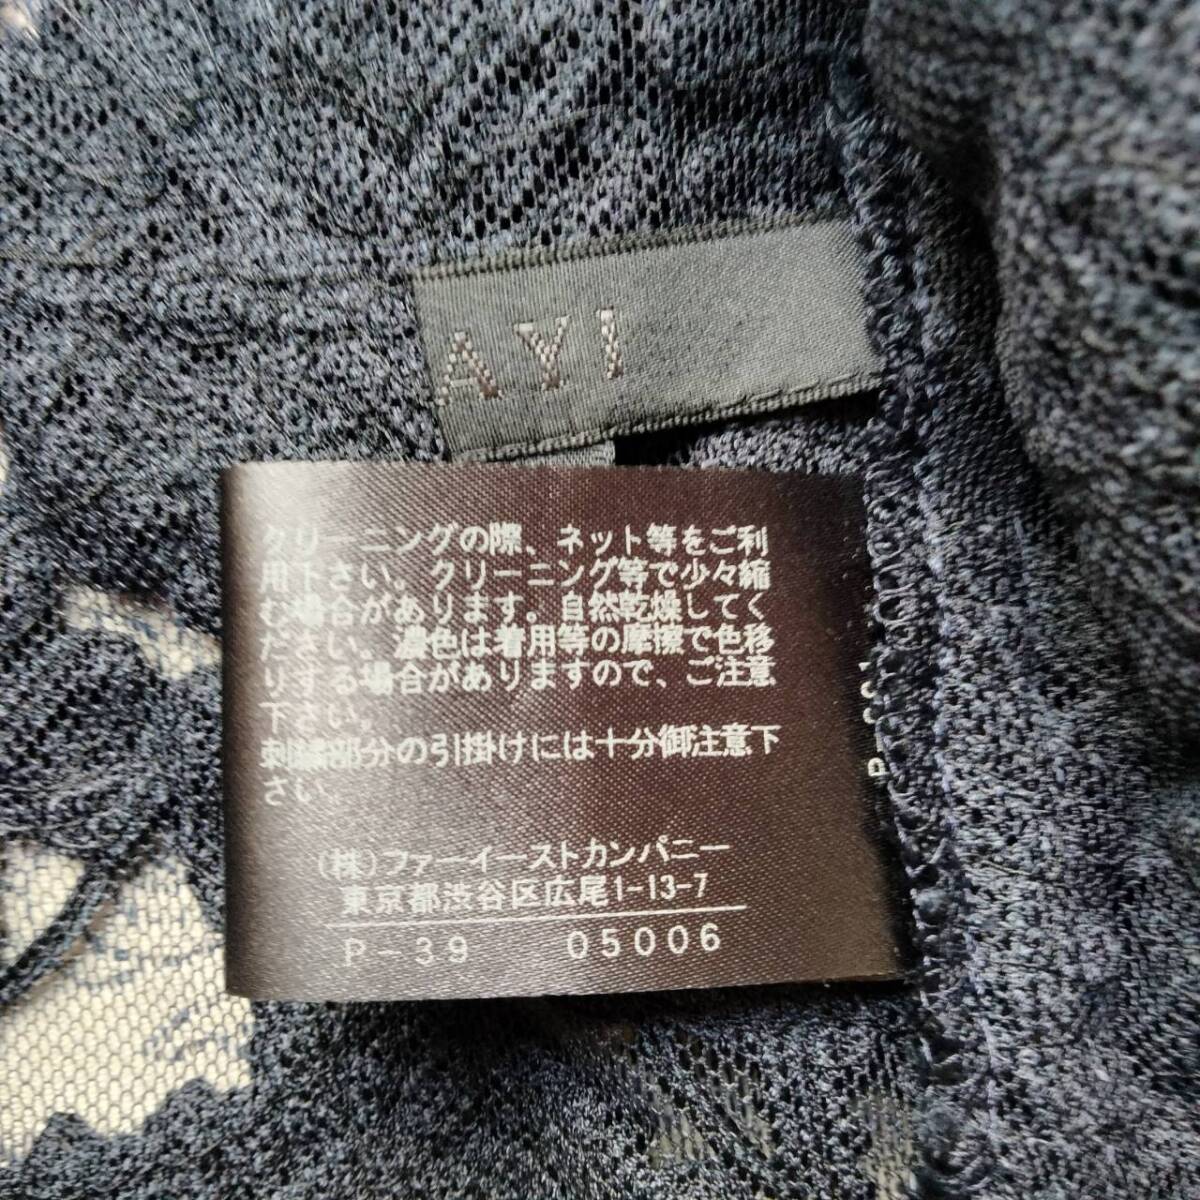 AYI
クリーニングの際、ネット等をご利
用下さい。クリーニング等で少々縮
む場合があります。自然乾燥してく
ださい。濃色は着用等の摩擦で色移
りする場合がありますので、ご注意
下さい。
刺繍部分の引掛けには十分御注意下
さい。
(株)ファーイーストカンパニー
東京都渋谷区広尾1-13-7
P-39 05006